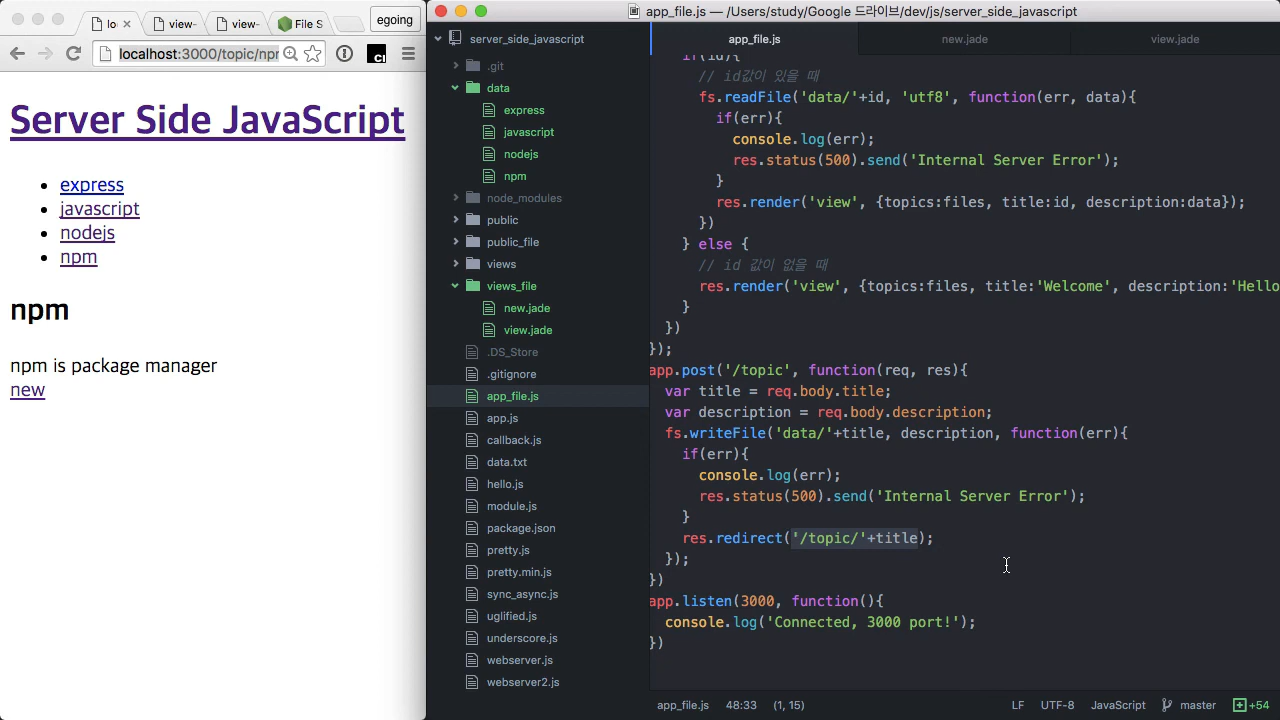 lo
view-
view-
File S
egoing
localhost:3000/topic/npr
Server Side JavaScript
express
javascript
nodejs
npm
npm
npm is package manager
new
app_file.js — /Users/study/Google 드라이브/dev/js/server_side_javascript
server_side_javascript
.git
data
express
javascript
nodejs
npm
node_modules
public
public_file
views
views_file
new.jade
view.jade
.DS_Store
.gitignore
app_file.js
app.js
callback.js
data.txt
hello.js
module.js
package.json
pretty.js
pretty.min.js
sync_async.js
uglified.js
underscore.js
webserver.js
webserver2.js
app_file.js
new.jade
view.jade
if(id){
// id값이 있을 때
fs.readFile('data/'+id, 'utf8', function(err, data){
if(err){
console.log(err);
res.status(500).send('Internal Server Error');
}
res.render('view', {topics:files, title:id, description:data});
})
} else {
// id 값이 없을 때
res.render('view', {topics:files, title:'Welcome', description:'Hello
}
})
});
app.post('/topic', function(req, res){
var title = req.body.title;
var description = req.body.description;
fs.writeFile('data/'+title, description, function(err){
if(err){
console.log(err);
res.status(500).send('Internal Server Error');
}
res.redirect('/topic/'+title);
});
})
app.listen(3000, function(){
console.log('Connected, 3000 port!');
})
app_file.js 48:33 (1, 15)
LF UTF-8 JavaScript master +54